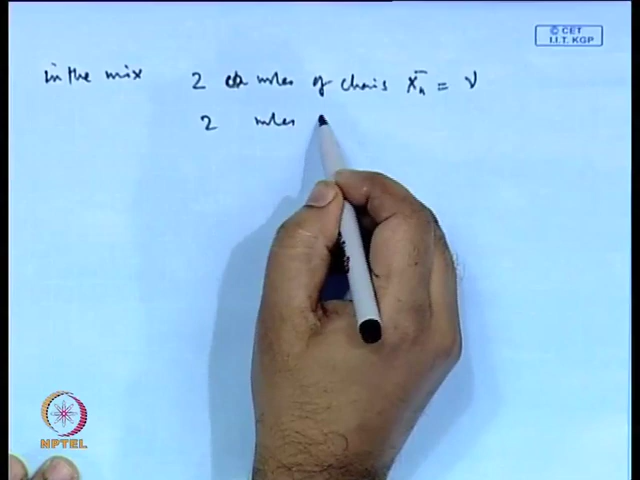 © CET
I.I.T. KGP
in the mix 2 moles of chains x̄ₙ = ν
2 moles
NPTEL